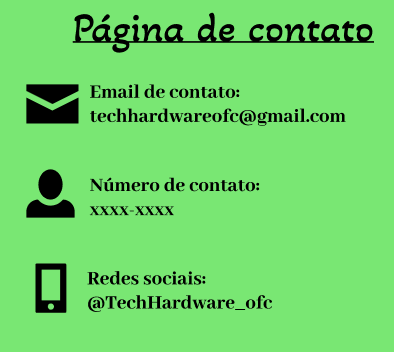 Página de contato
Email de contato:
techhardwareofc@gmail.com
Número de contato:
xxxx-xxxx
Redes sociais:
@TechHardware_ofc